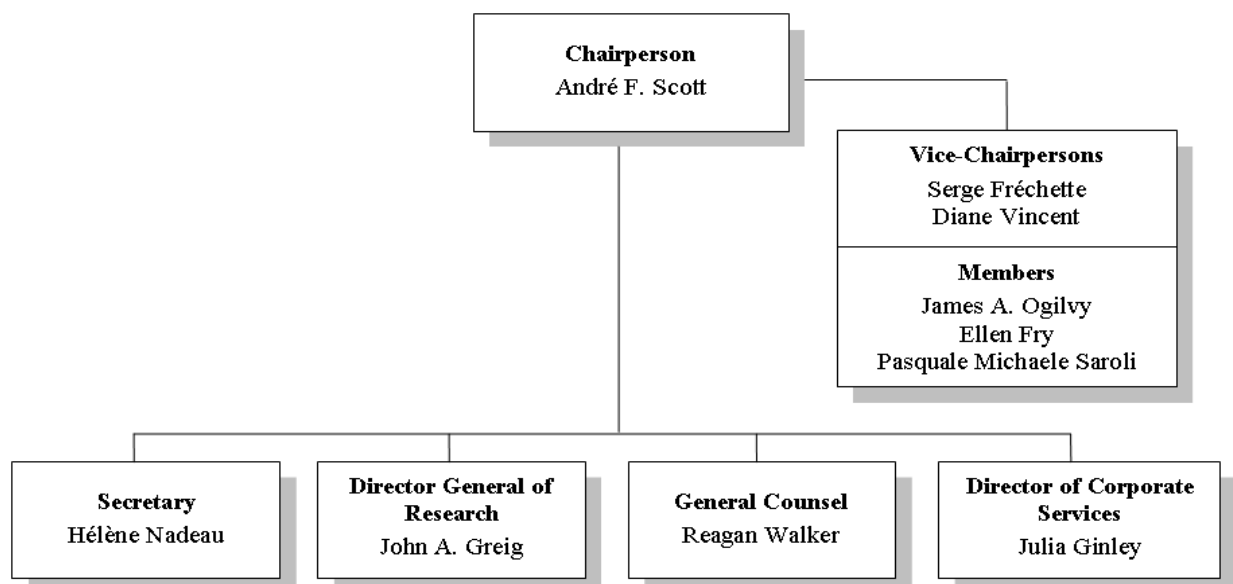 Chairperson
André F. Scott
Vice-Chairpersons
Serge Fréchette
Diane Vincent
Members
James A. Ogilvy
Ellen Fry
Pasquale Michaele Saroli
Secretary
Hélène Nadeau
Director General of
Research
John A. Greig
General Counsel
Reagan Walker
Director of Corporate
Services
Julia Ginley